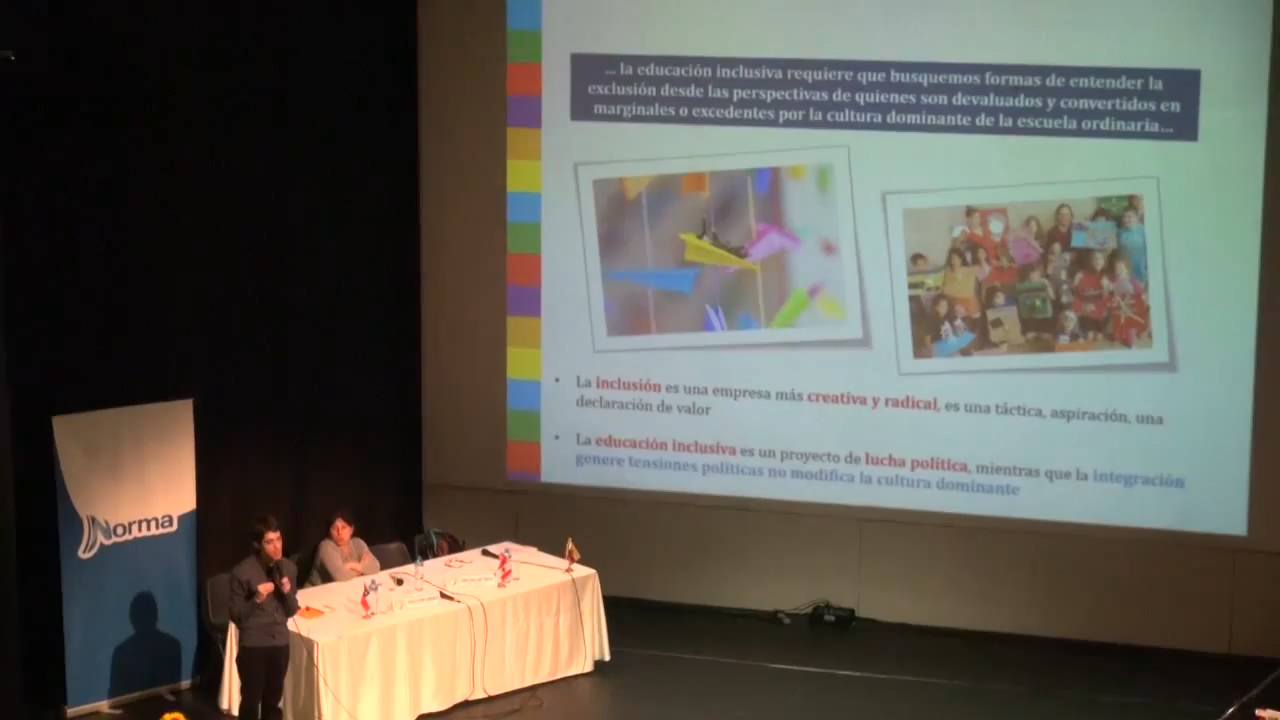 ... la educación inclusiva requiere que busquemos formas de entender la
exclusión desde las perspectivas de quienes son devaluados y convertidos en
marginales o excedentes por la cultura dominante de la escuela ordinaria...
• La inclusión es una empresa más creativa y radical, es una táctica, aspiración, una
declaración de valor
• La educación inclusiva es un proyecto de lucha política, mientras que la integración
genere tensiones políticas no modifica la cultura dominante
Norma